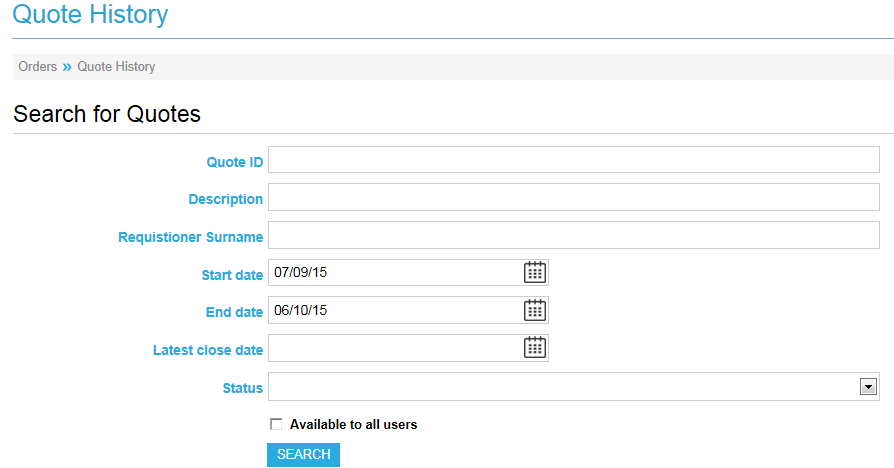 Quote History
Orders » Quote History
Search for Quotes
Quote ID
Description
Requistioner Surname
Start date 07/09/15
End date 06/10/15
Latest close date
Status
Available to all users
SEARCH